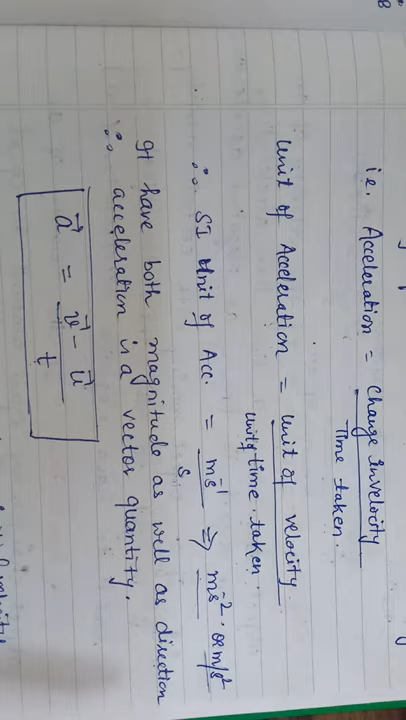 i.e. Acceleration = Change in velocity
Time taken.
Unit of Acceleration = Unit of velocity
Unit of time taken
∴ SI Unit of Acc. = ms⁻¹/s ⇒ ms⁻² or m/s²
It have both magnitude as well as direction
∴ acceleration is a vector quantity.
a⃗ = v⃗ - u⃗
t